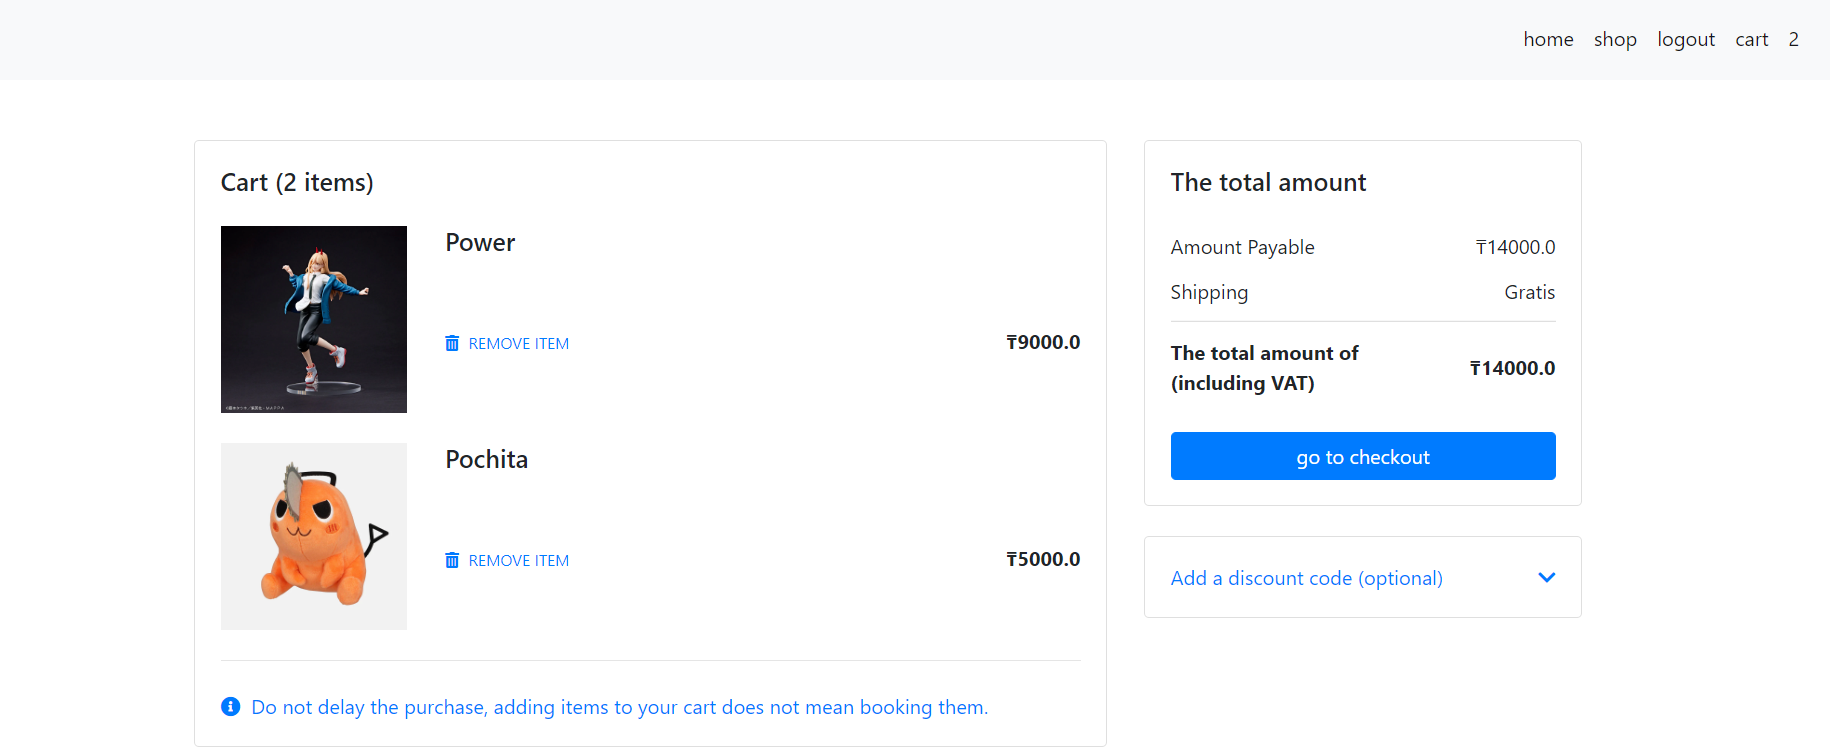 home shop logout cart 2
Cart (2 items)
Power
REMOVE ITEM ₸9000.0
Pochita
REMOVE ITEM ₸5000.0
Do not delay the purchase, adding items to your cart does not mean booking them.
The total amount
Amount Payable ₸14000.0
Shipping Gratis
The total amount of
(including VAT) ₸14000.0
go to checkout
Add a discount code (optional)